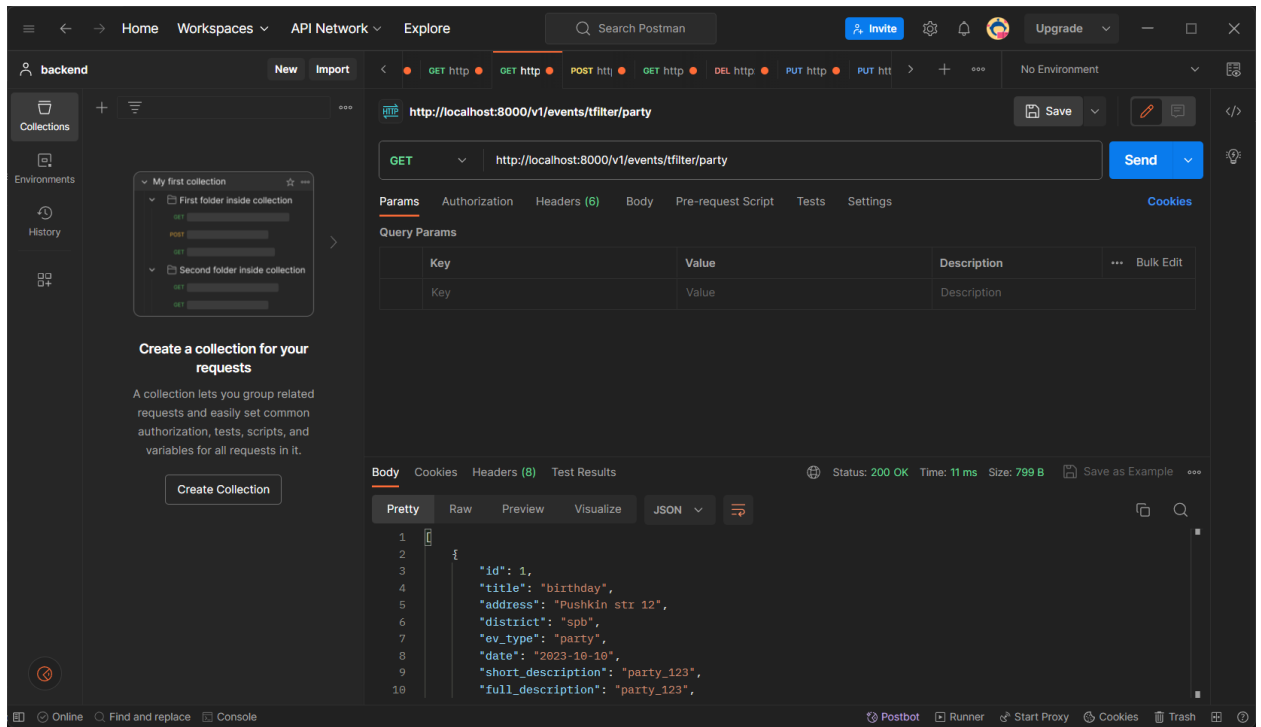 Home Workspaces API Network Explore Search Postman Invite Upgrade
backend New Import GET http GET http POST htt GET http DEL http PUT http PUT htt No Environment
Collections
Environments
History
My first collection
First folder inside collection
GET
POST
GET
Second folder inside collection
GET
GET
Create a collection for your
requests
A collection lets you group related
requests and easily set common
authorization, tests, scripts, and
variables for all requests in it.
Create Collection
HTTP http://localhost:8000/v1/events/tfilter/party Save
GET http://localhost:8000/v1/events/tfilter/party Send
Params Authorization Headers (6) Body Pre-request Script Tests Settings Cookies
Query Params
Key Value Description Bulk Edit
Key Value Description
Body Cookies Headers (8) Test Results Status: 200 OK Time: 11 ms Size: 799 B Save as Example
Pretty Raw Preview Visualize JSON
1 [
2 {
3 "id": 1,
4 "title": "birthday",
5 "address": "Pushkin str 12",
6 "district": "spb",
7 "ev_type": "party",
8 "date": "2023-10-10",
9 "short_description": "party_123",
10 "full_description": "party_123",
Online Find and replace Console Postbot Runner Start Proxy Cookies Trash